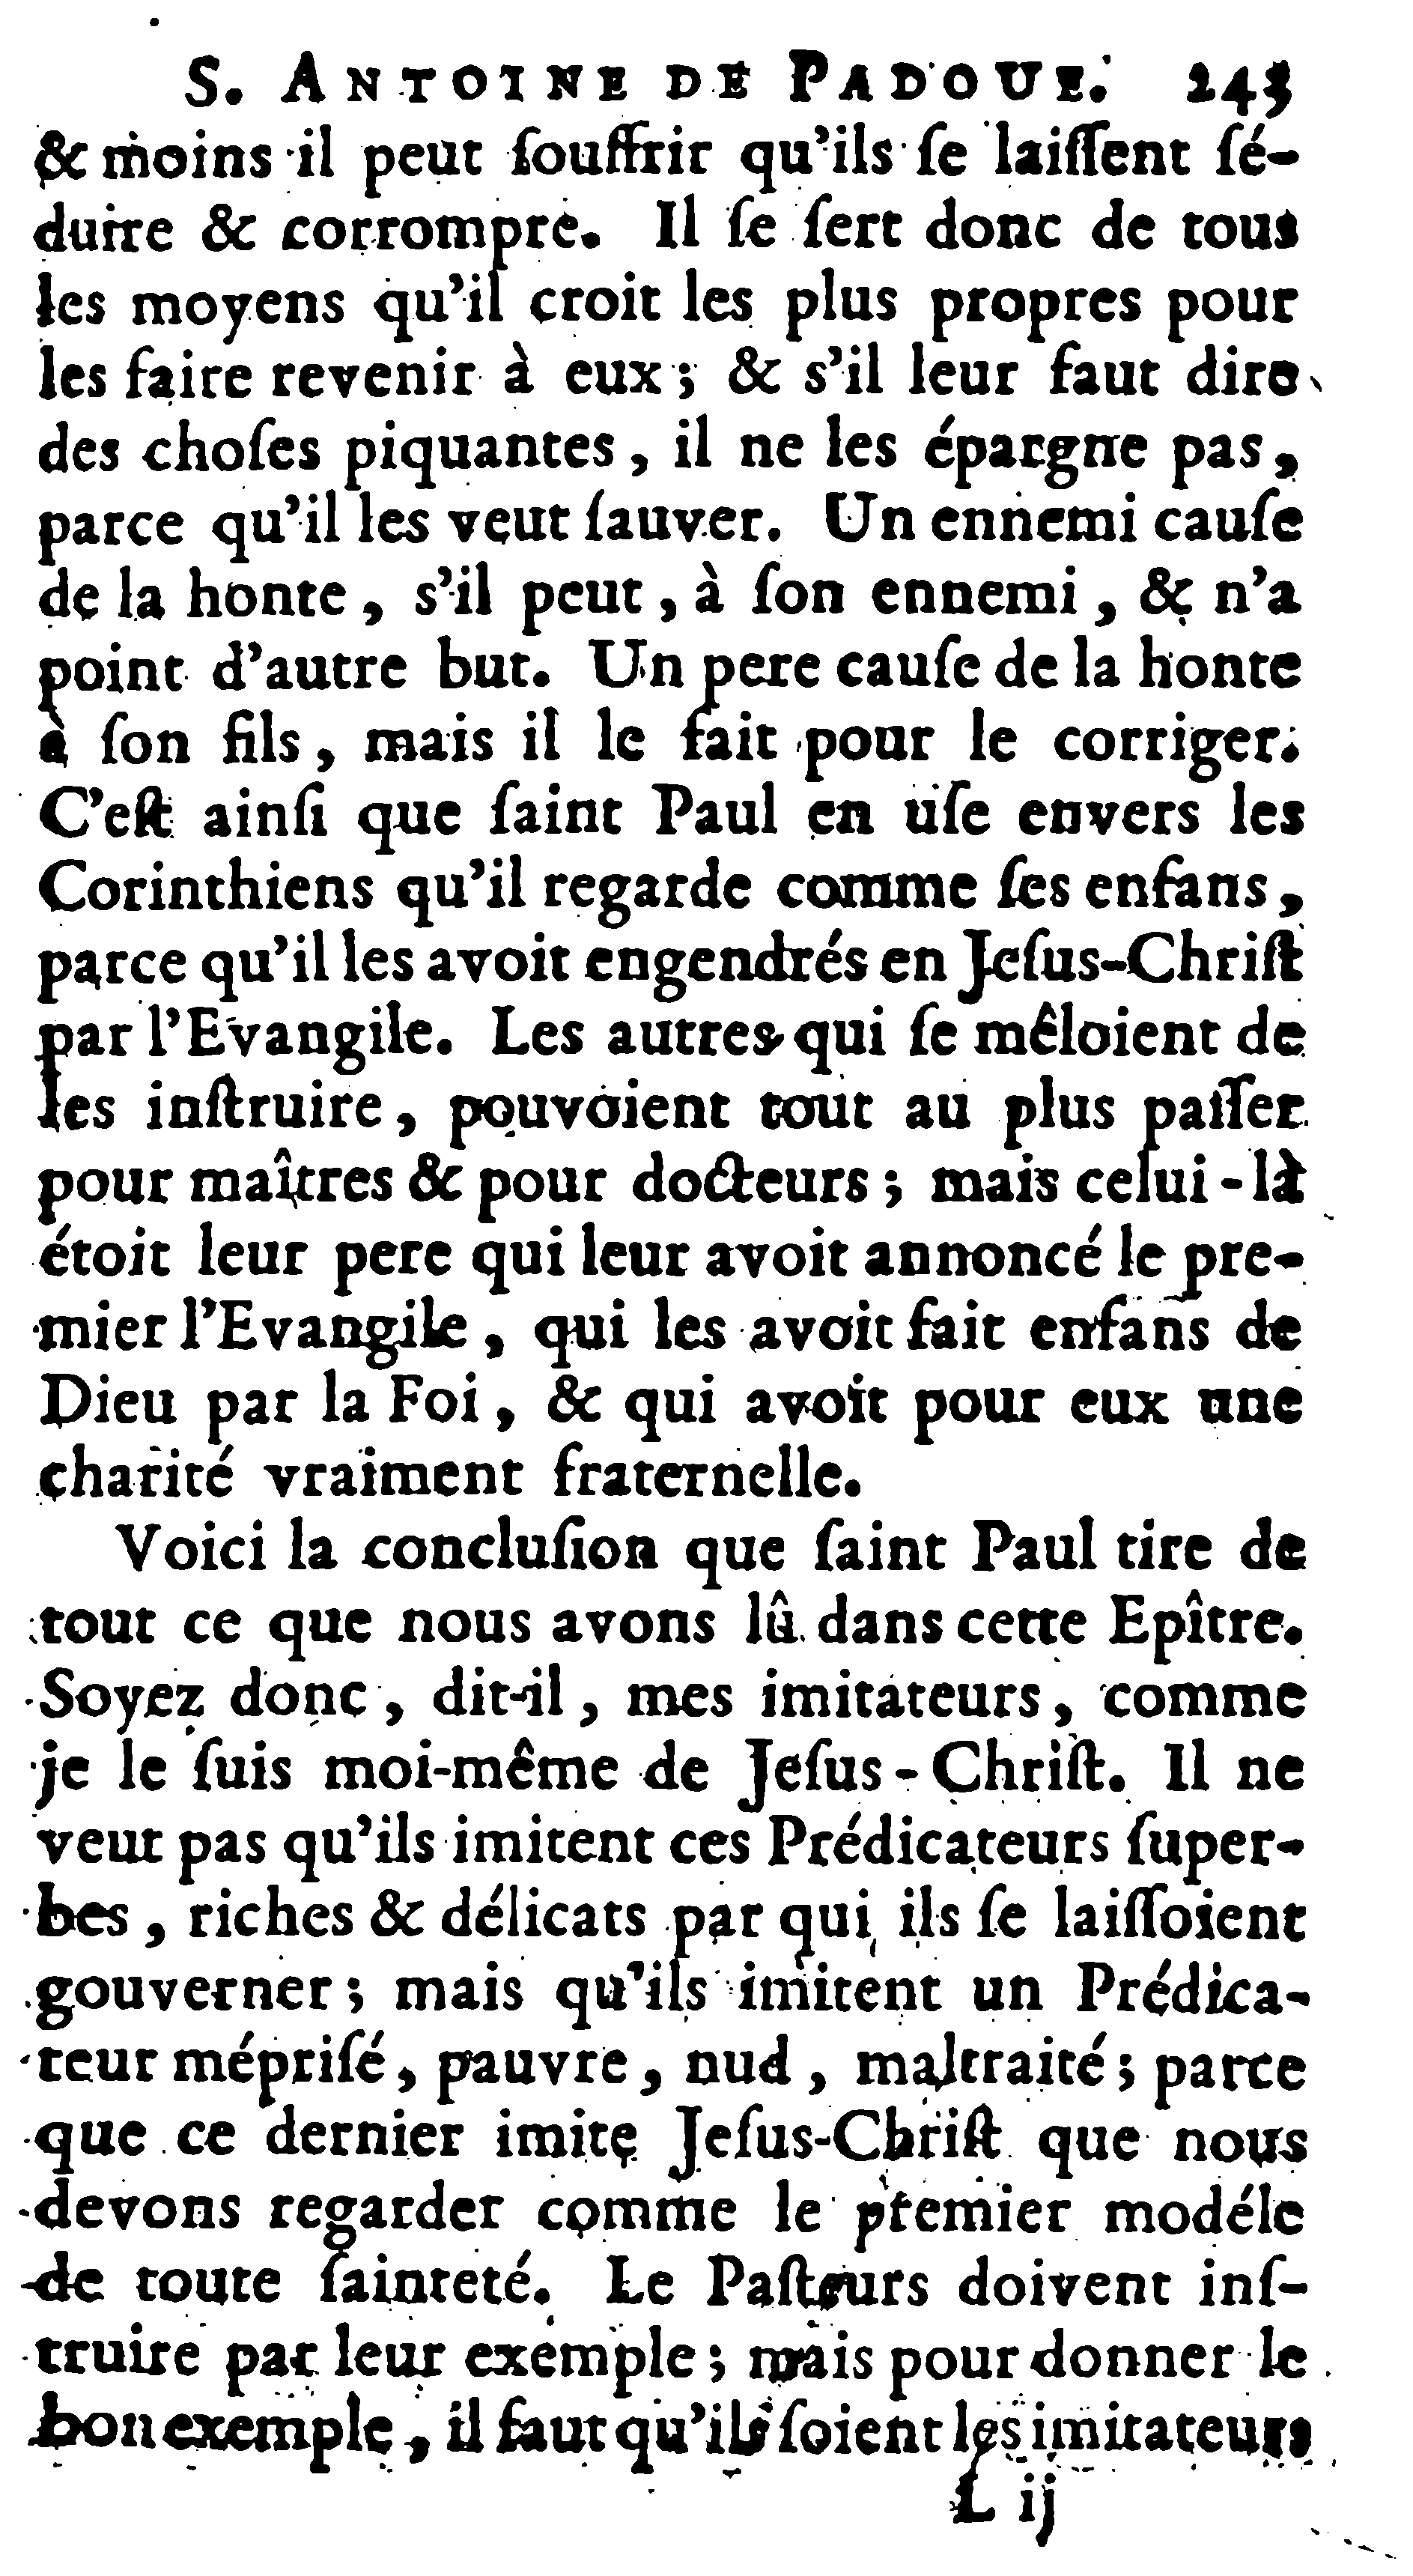 S. ANTOINE DE PADOUE. 243
& moins il peut ſouffrir qu'ils ſe laiſſent ſé-
duire & corrompre. Il ſe ſert donc de tous
les moyens qu'il croit les plus propres pour
les faire revenir à eux ; & s'il leur faut dire
des choſes piquantes, il ne les épargne pas,
parce qu'il les veut ſauver. Un ennemi cauſe
de la honte, s'il peut, à ſon ennemi, & n'a
point d'autre but. Un pere cauſe de la honte
à ſon fils, mais il le fait pour le corriger.
C'eſt ainſi que ſaint Paul en uſe envers les
Corinthiens qu'il regarde comme ſes enfans,
parce qu'il les avoit engendrés en Jeſus-Chriſt
par l'Evangile. Les autres qui ſe mêloient de
les inſtruire, pouvoient tout au plus paſſer
pour maîtres & pour docteurs ; mais celui-là
étoit leur pere qui leur avoit annoncé le pre-
mier l'Evangile, qui les avoit fait enfans de
Dieu par la Foi, & qui avoit pour eux une
charité vraiment fraternelle.
Voici la concluſion que ſaint Paul tire de
tout ce que nous avons lû dans cette Epître.
Soyez donc, dit-il, mes imitateurs, comme
je le ſuis moi-même de Jeſus-Chriſt. Il ne
veut pas qu'ils imitent ces Prédicateurs ſuper-
bes, riches & délicats par qui ils ſe laiſſoient
gouverner ; mais qu'ils imitent un Prédica-
teur mépriſé, pauvre, nud, maltraité ; parce
que ce dernier imite Jeſus-Chriſt que nous
devons regarder comme le premier modéle
de toute ſainteté. Le Paſteurs doivent inſ-
truire par leur exemple ; mais pour donner le
bon exemple, il faut qu'ils ſoient les imitateurs
L ij